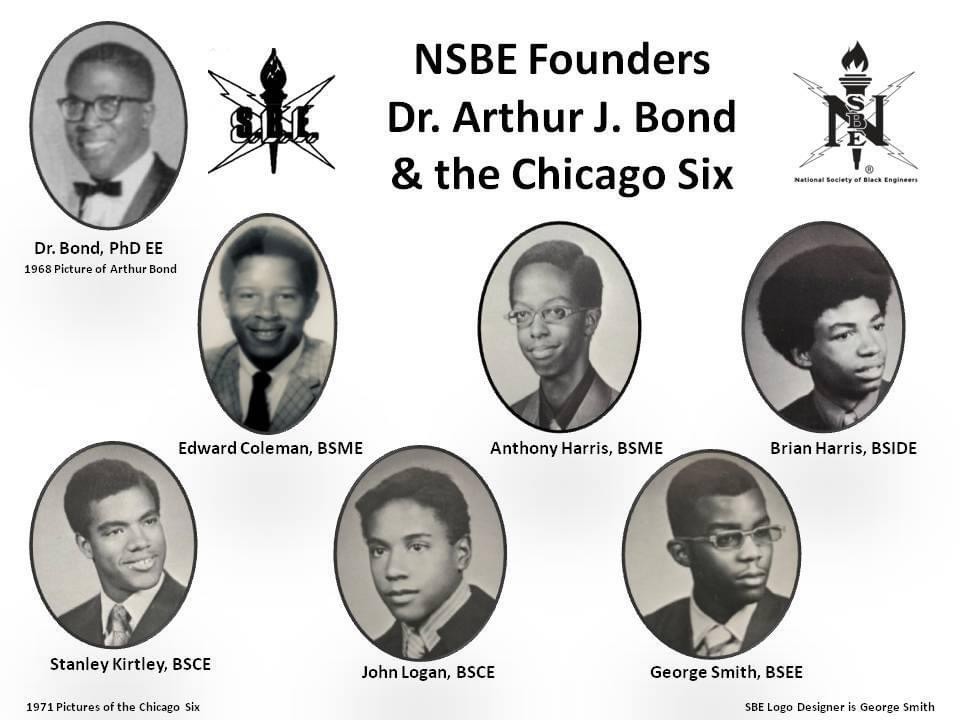 NSBE Founders
Dr. Arthur J. Bond
& the Chicago Six
S.B.E.
NSBE
®
National Society of Black Engineers
Dr. Bond, PhD EE
1968 Picture of Arthur Bond
Edward Coleman, BSME
Anthony Harris, BSME
Brian Harris, BSIDE
Stanley Kirtley, BSCE
John Logan, BSCE
George Smith, BSEE
1971 Pictures of the Chicago Six
SBE Logo Designer is George Smith